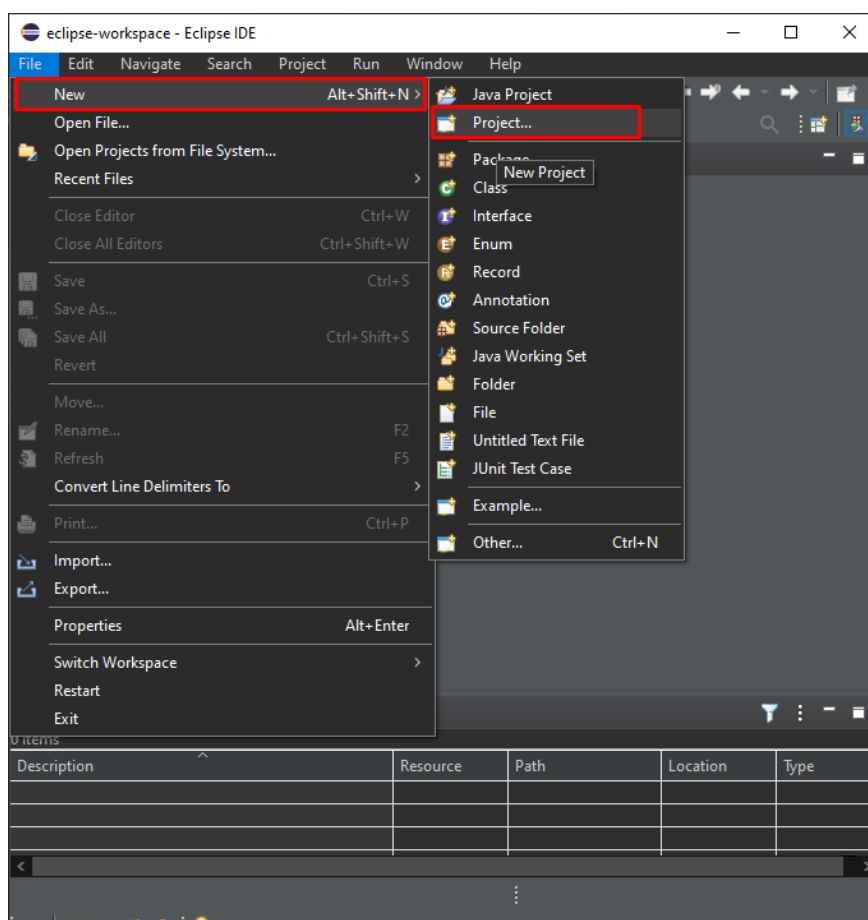 eclipse-workspace - Eclipse IDE
File Edit Navigate Search Project Run Window Help
New Alt+Shift+N >
Open File...
Open Projects from File System...
Recent Files >
Close Editor Ctrl+W
Close All Editors Ctrl+Shift+W
Save Ctrl+S
Save As...
Save All Ctrl+Shift+S
Revert
Move...
Rename... F2
Refresh F5
Convert Line Delimiters To >
Print... Ctrl+P
Import...
Export...
Properties Alt+Enter
Switch Workspace >
Restart
Exit
Java Project
Project...
Package
New Project
Class
Interface
Enum
Record
Annotation
Source Folder
Java Working Set
Folder
File
Untitled Text File
JUnit Test Case
Example...
Other... Ctrl+N
0 items
Description Resource Path Location Type